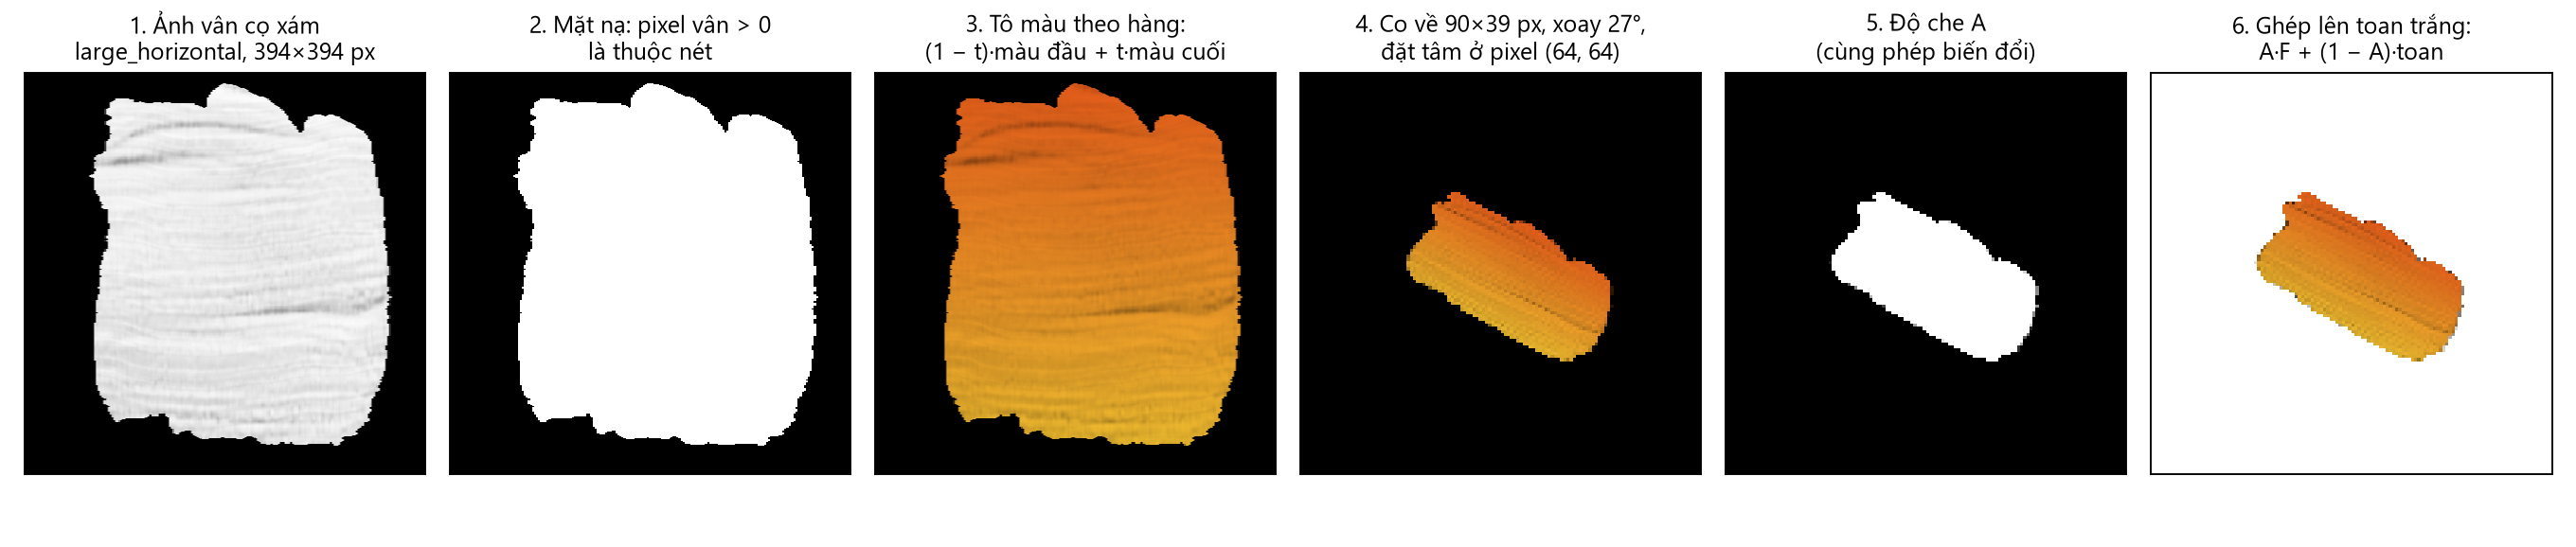 1. Ảnh vân cọ xám
large_horizontal, 394×394 px
2. Mặt nạ: pixel vân > 0
là thuộc nét
3. Tô màu theo hàng:
(1 − t)·màu đầu + t·màu cuối
4. Co về 90×39 px, xoay 27°,
đặt tâm ở pixel (64, 64)
5. Độ che A
(cùng phép biến đổi)
6. Ghép lên toan trắng:
A·F + (1 − A)·toan